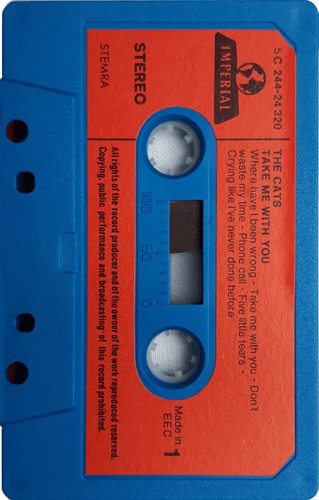 IMPERIAL
5C 244-24 320
THE CATS
TAKE ME WITH YOU
Where have I been wrong - Take me with you - Don't
waste my time - Phone call - Five little tears -
Crying like I've never done before
STEREO
STEMRA
100 50 0
Made in
EEC
1
All rights of the record producer and of the owner of the work reproduced reserved.
Copying, public performance and broadcasting of this record prohibited.